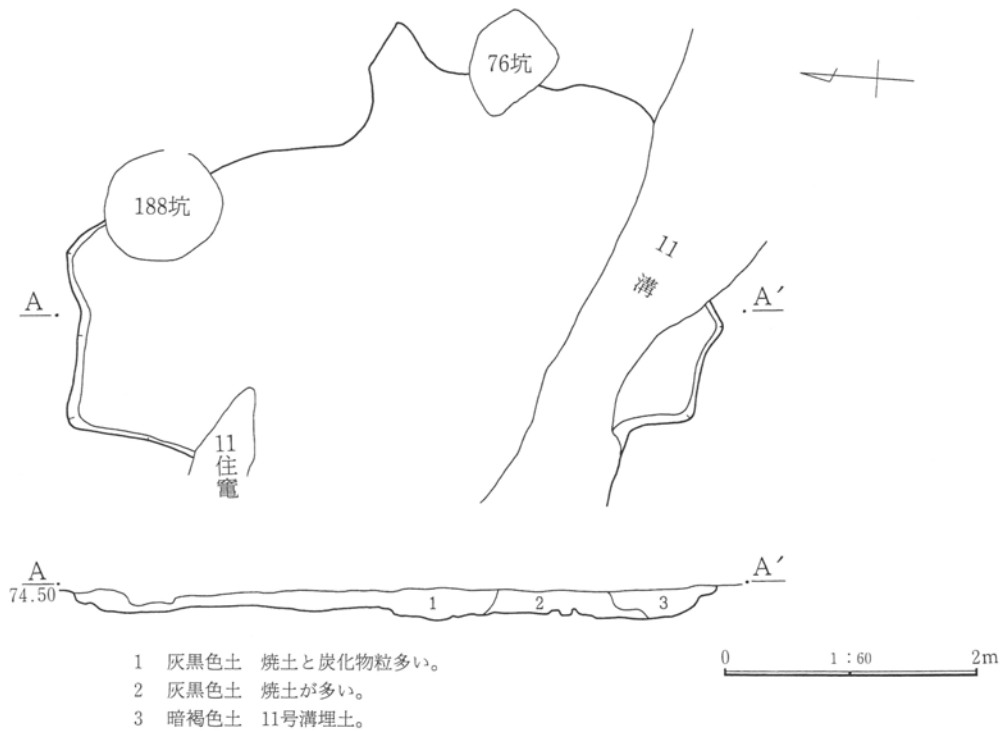 76坑
188坑
11
溝
A
A′
11
住
竃
A
A′
74.50
1
2
3
1 灰黒色土 焼土と炭化物粒多い。
2 灰黒色土 焼土が多い。
3 暗褐色土 11号溝埋土。
0 1：60 2m